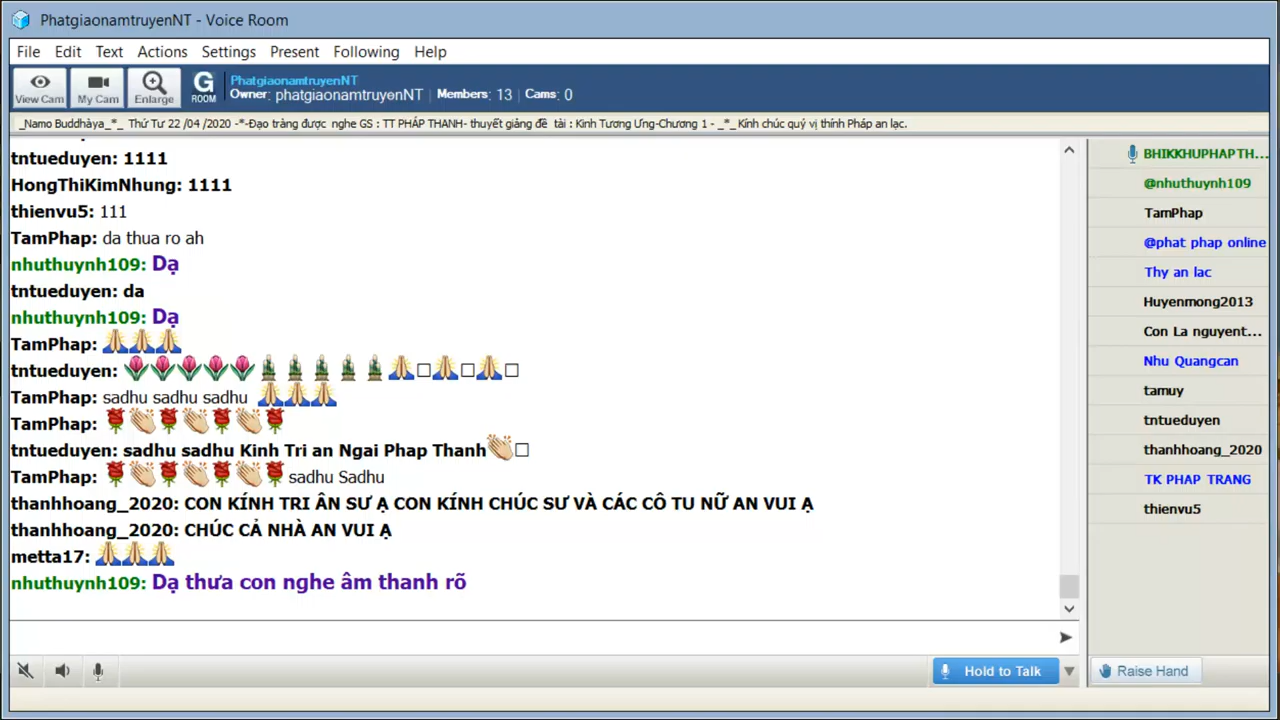 PhatgiaonamtruyenNT - Voice Room
File Edit Text Actions Settings Present Following Help
View Cam My Cam Enlarge G ROOM
PhatgiaonamtruyenNT
Owner: phatgiaonamtruyenNT | Members: 13 | Cams: 0
_Namo Buddhàya_*_ Thứ Tư 22 /04 /2020 -*-Đạo tràng được nghe GS : TT PHÁP THANH- thuyết giảng đề tài : Kinh Tương Ưng-Chương 1 - _*_ Kính chúc quý vị thính Pháp an lạc.
tntueduyen: 1111
HongThiKimNhung: 1111
thienvu5: 111
TamPhap: da thua ro ah
nhuthuynh109: Dạ
tntueduyen: da
nhuthuynh109: Dạ
TamPhap: 🙏🏼🙏🏼🙏🏼
tntueduyen: 🌷🌷🌷🌷🌷🎍🎍🎍🎍🎍🙏🏼□🙏🏼□🙏🏼□
TamPhap: sadhu sadhu sadhu 🙏🏼🙏🏼🙏🏼
TamPhap: 🌹👏🏼🌹👏🏼🌹👏🏼🌹
tntueduyen: sadhu sadhu Kinh Tri an Ngai Phap Thanh👏🏼□
TamPhap: 🌹👏🏼🌹👏🏼🌹👏🏼🌹 sadhu Sadhu
thanhhoang_2020: CON KÍNH TRI ÂN SƯ Ạ CON KÍNH CHÚC SƯ VÀ CÁC CÔ TU NỮ AN VUI Ạ
thanhhoang_2020: CHÚC CẢ NHÀ AN VUI Ạ
metta17: 🙏🏼🙏🏼🙏🏼
nhuthuynh109: Dạ thưa con nghe âm thanh rõ
BHIKKHUPHAPTH...
@nhuthuynh109
TamPhap
@phat phap online
Thy an lac
Huyenmong2013
Con La nguyent...
Nhu Quangcan
tamuy
tntueduyen
thanhhoang_2020
TK PHAP TRANG
thienvu5
Hold to Talk
Raise Hand